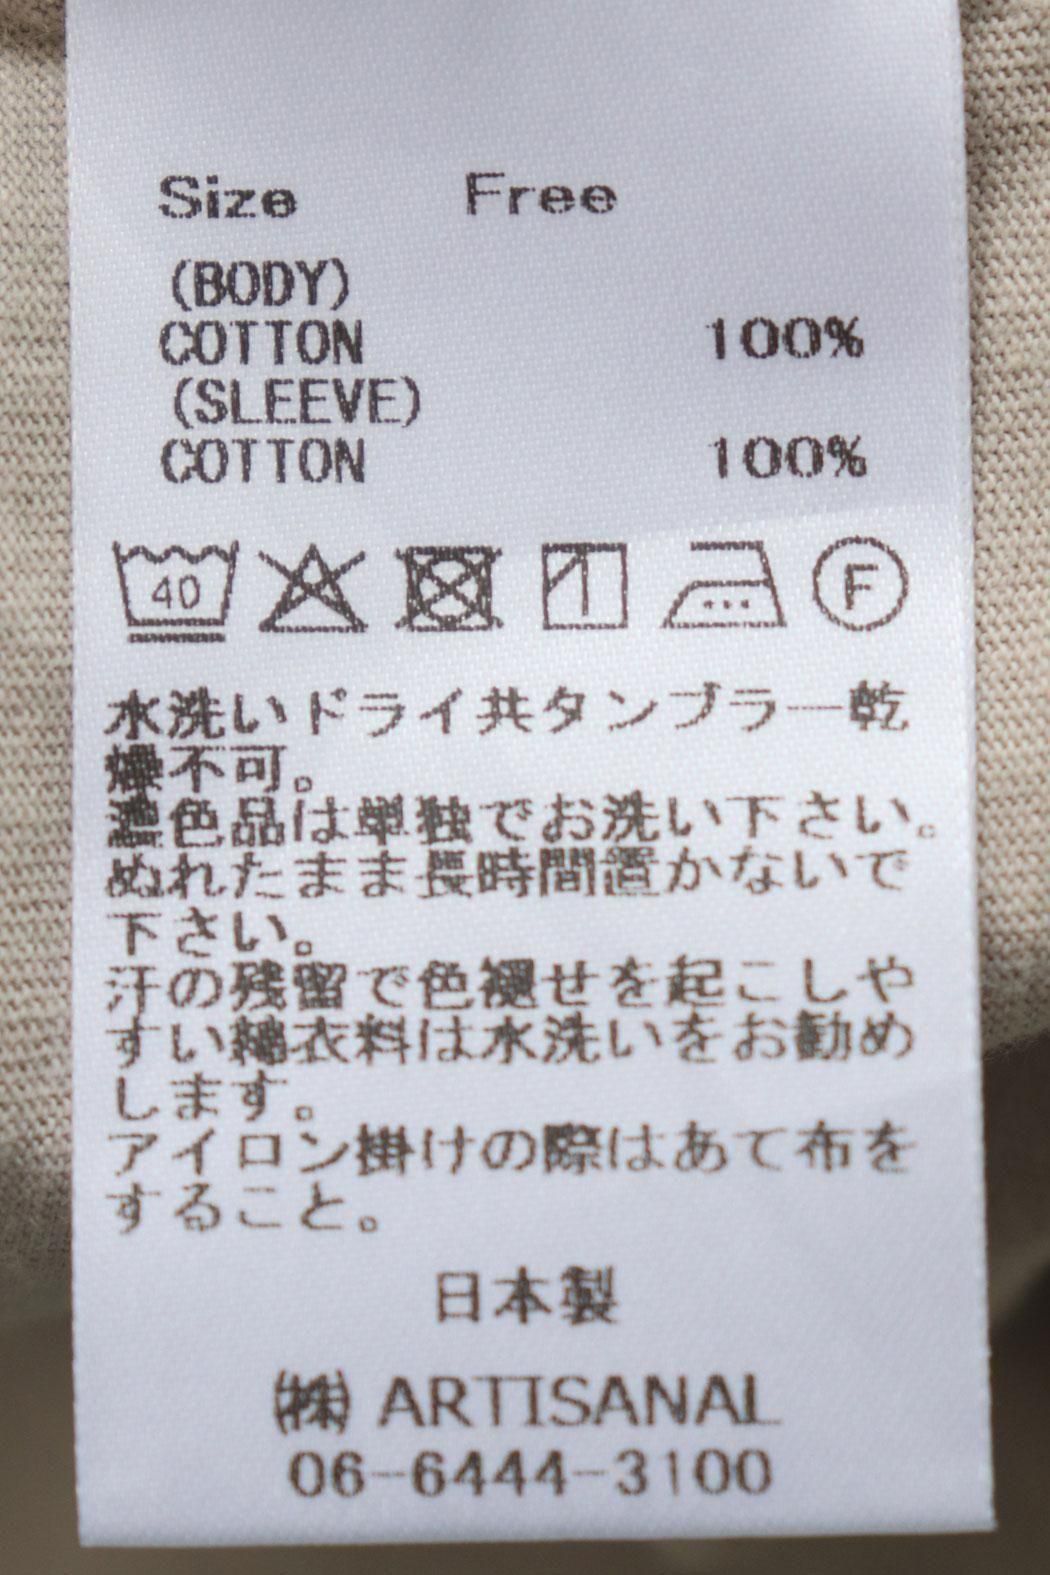 Size Free
(BODY)
COTTON 100%
(SLEEVE)
COTTON 100%
40 F
水洗いドライ共タンブラー乾
燥不可。
濃色品は単独でお洗い下さい。
ぬれたまま長時間置かないで
下さい。
汗の残留で色褪せを起こしや
すい綿衣料は水洗いをお勧め
します。
アイロン掛けの際はあて布を
すること。
日本製
㈱ ARTISANAL
06-6444-3100